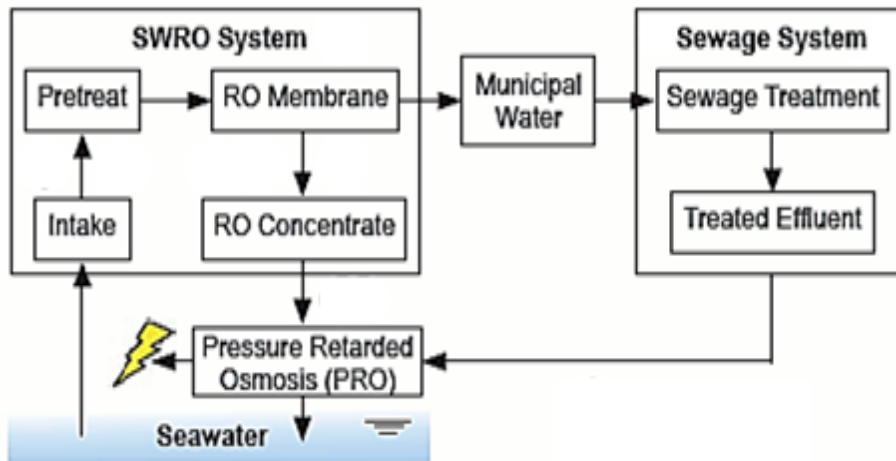 SWRO System
Pretreat
RO Membrane
Intake
RO Concentrate
Municipal
Water
Sewage System
Sewage Treatment
Treated Effluent
Pressure Retarded
Osmosis (PRO)
Seawater